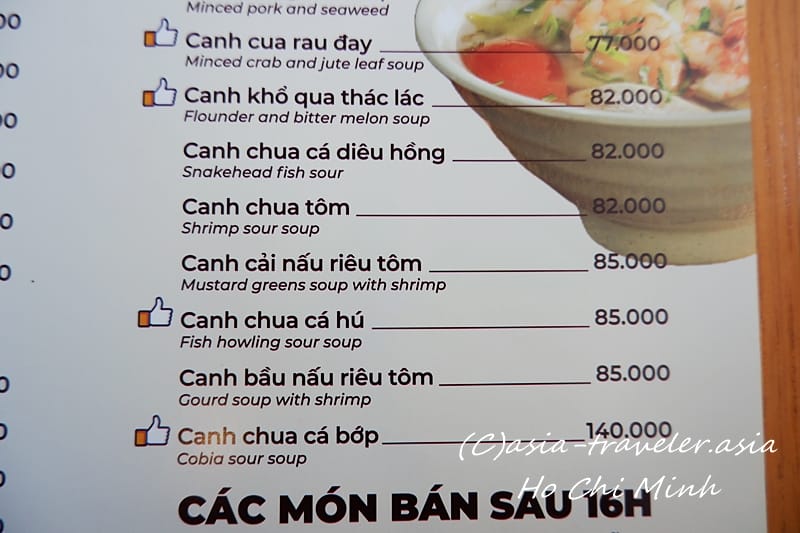 Minced pork and seaweed
Canh cua rau đay 77.000
Minced crab and jute leaf soup
Canh khổ qua thác lác 82.000
Flounder and bitter melon soup
Canh chua cá diêu hồng 82.000
Snakehead fish sour
Canh chua tôm 82.000
Shrimp sour soup
Canh cải nấu riêu tôm 85.000
Mustard greens soup with shrimp
Canh chua cá hú 85.000
Fish howling sour soup
Canh bầu nấu riêu tôm 85.000
Gourd soup with shrimp
Canh chua cá bớp 140.000
Cobia sour soup
(C)asia-traveler.asia
Ho Chi Minh
CÁC MÓN BÁN SAU 16H